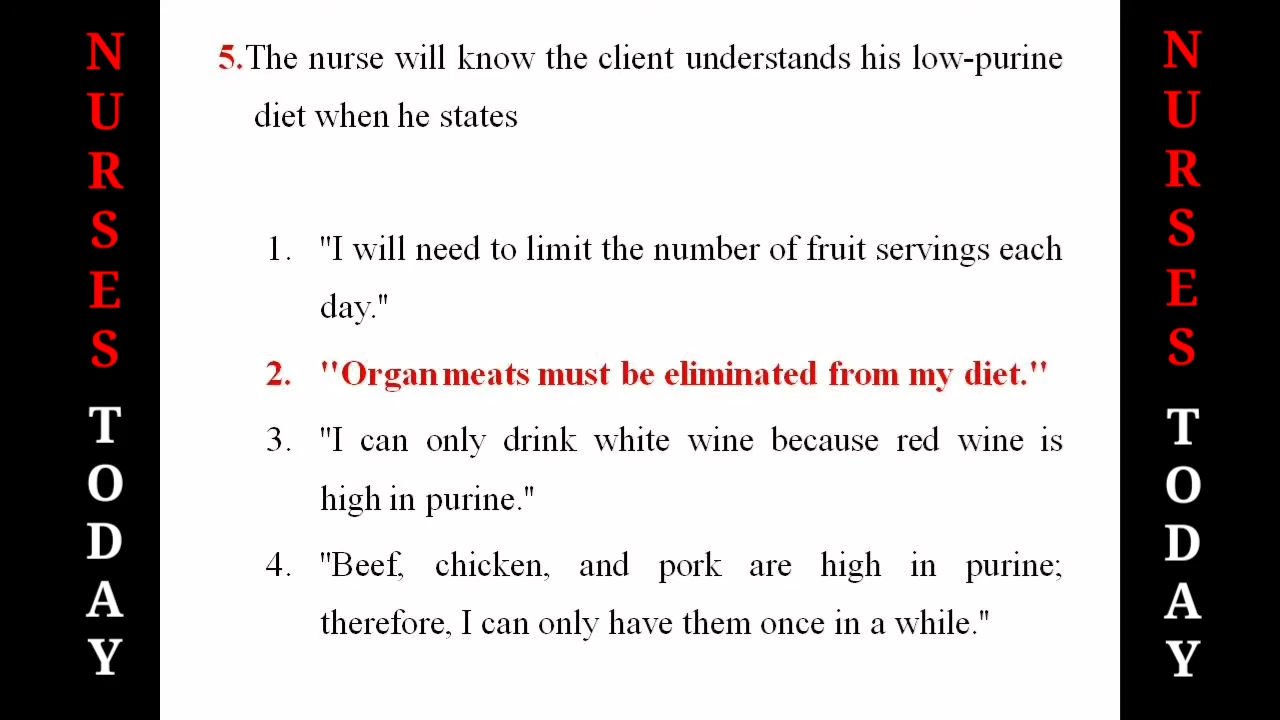 NURSES TODAY
5.The nurse will know the client understands his low-purine
diet when he states
1. "I will need to limit the number of fruit servings each
day."
2. "Organ meats must be eliminated from my diet."
3. "I can only drink white wine because red wine is
high in purine."
4. "Beef, chicken, and pork are high in purine;
therefore, I can only have them once in a while."
NURSES TODAY